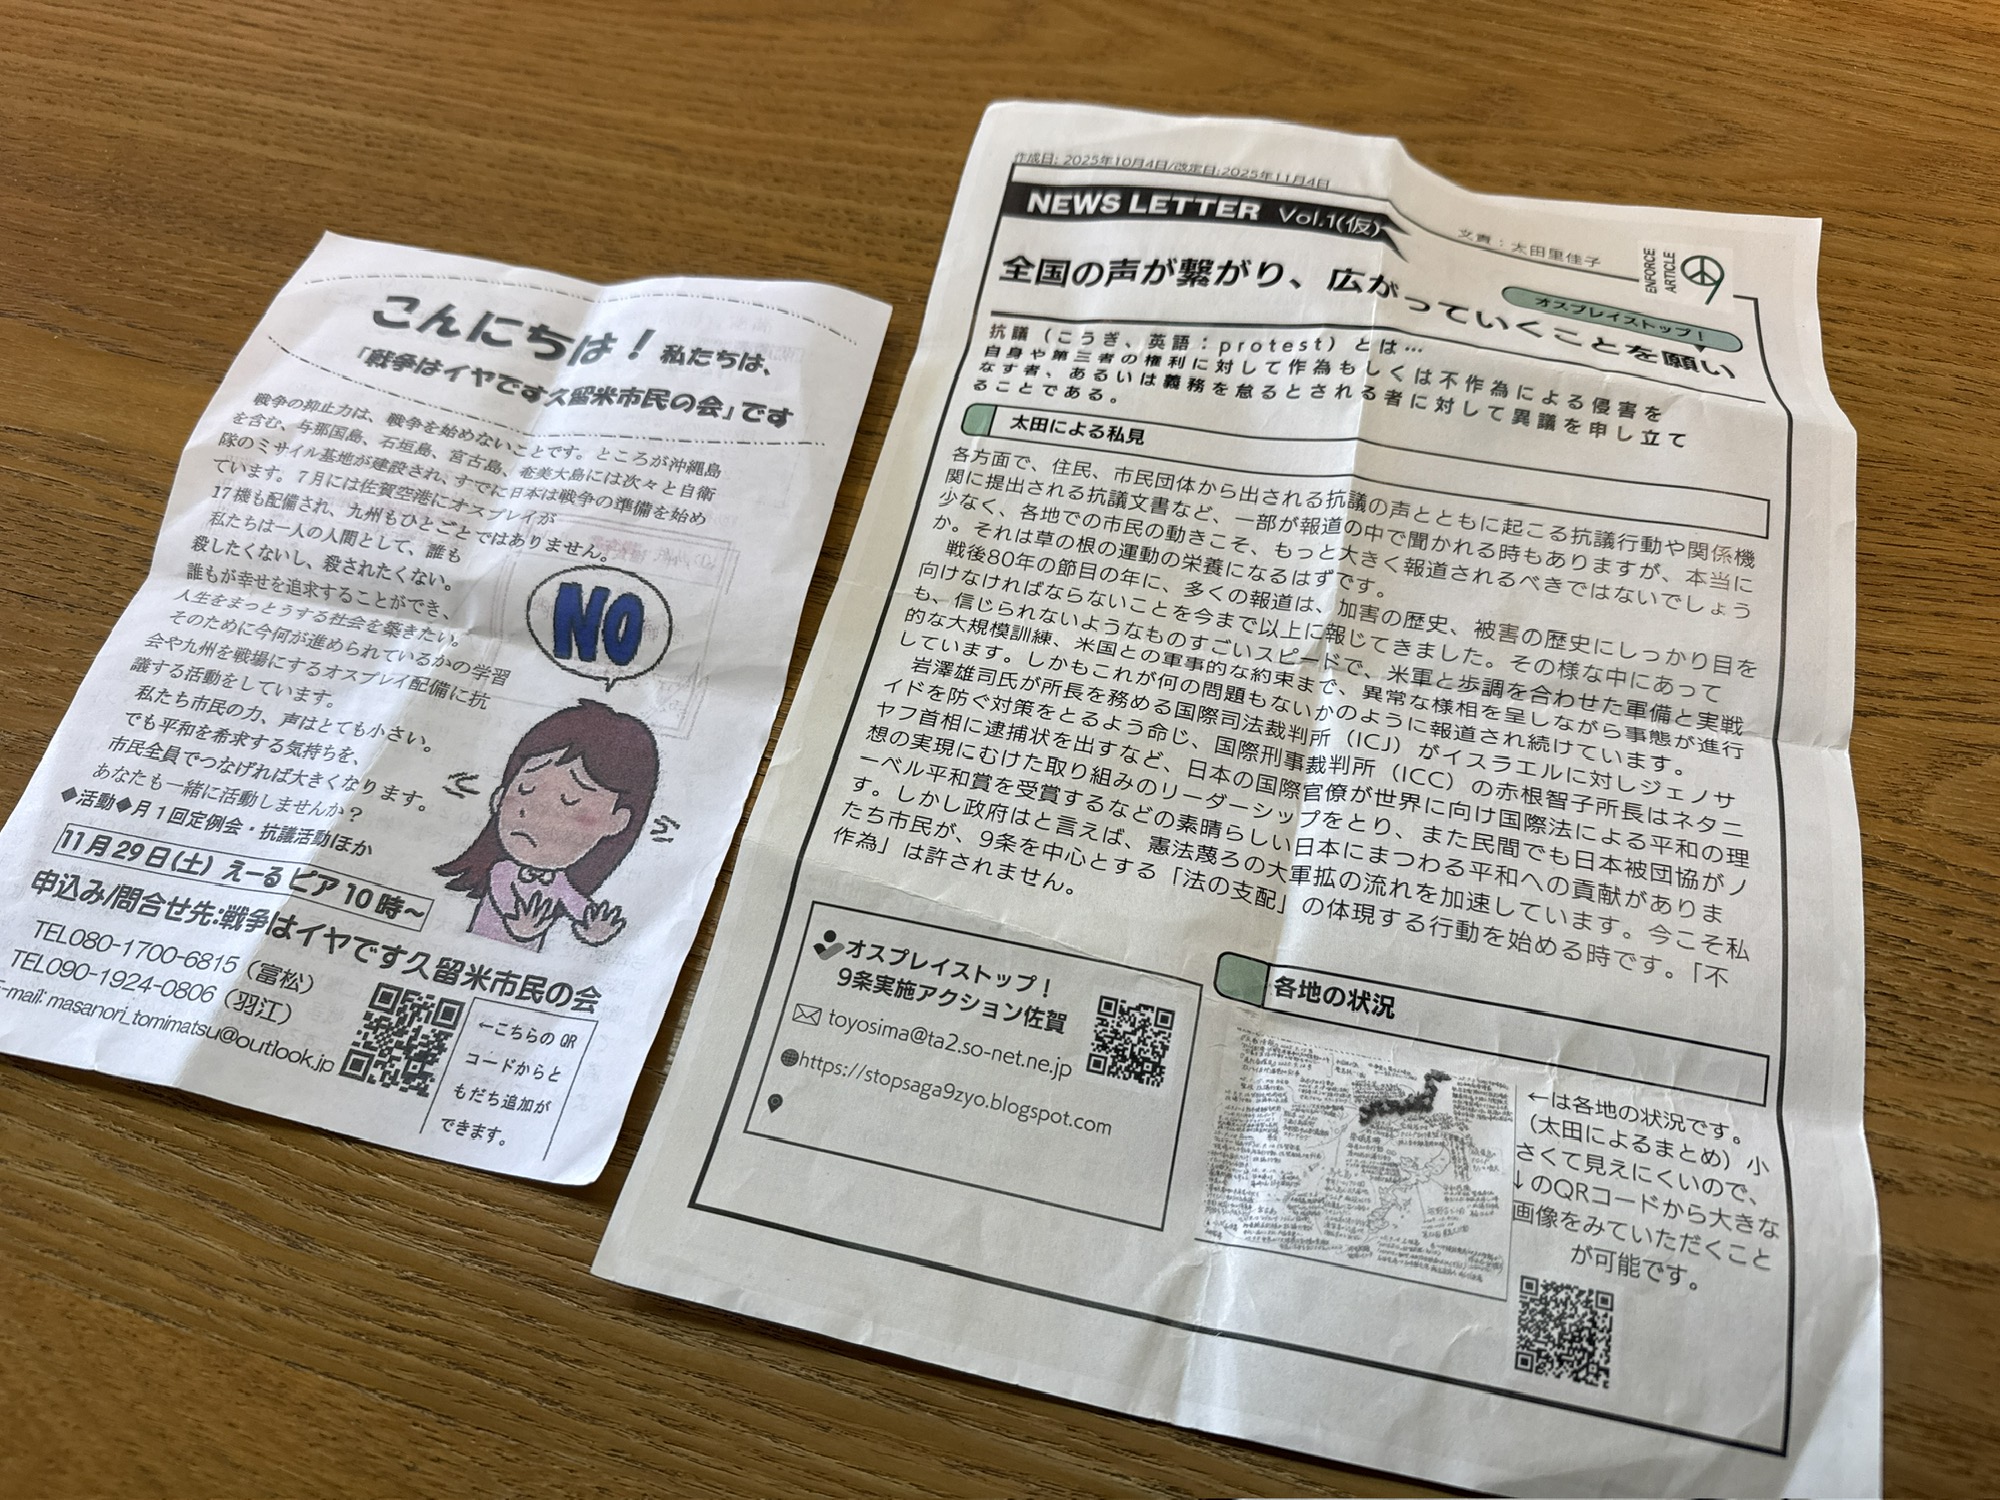 こんにちは！ 私たちは、
「戦争はイヤです久留米市民の会」です
戦争の抑止力は、戦争を始めないことです。ところが沖縄島
を含む、与那国島、石垣島、宮古島、奄美大島には次々と自衛
隊のミサイル基地が建設され、すでに日本は戦争の準備を始め
ています。7月には佐賀空港にオスプレイが
17機も配備され、九州もひとごとではありません。
私たちは一人の人間として、誰も
殺したくないし、殺されたくない。
誰もが幸せを追求することができ、
人生をまっとうする社会を築きたい。
そのために今何が進められているかの学習
会や九州を戦場にするオスプレイ配備に抗
議する活動をしています。
私たち市民の力、声はとても小さい。
でも平和を希求する気持ちを、
市民全員でつなげれば大きくなります。
あなたも一緒に活動しませんか？
NO
◆活動◆月1回定例会・抗議活動ほか
11月29日(土) えーるピア10時～
申込み/問合せ先:戦争はイヤです久留米市民の会
TEL080-1700-6815（富松）
TEL090-1924-0806（羽江）
E-mail: masanori_tomimatsu@outlook.jp
←こちらのQR
コードからと
もだち追加が
できます。
作成日: 2025年10月4日/改定日:2025年11月4日
NEWS LETTER Vol.1(仮)
文責：太田里佳子
ENFORCE
ARTICLE
9
オスプレイストップ！
全国の声が繋がり、広がっていくことを願い
抗議（こうぎ、英語：protest）とは…
自身や第三者の権利に対して作為もしくは不作為による侵害を
なす者、あるいは義務を怠るとされる者に対して異議を申し立て
ることである。
太田による私見
各方面で、住民、市民団体から出される抗議の声とともに起こる抗議行動や関係機
関に提出される抗議文書など、一部が報道の中で聞かれる時もありますが、本当に
少なく、各地での市民の動きこそ、もっと大きく報道されるべきではないでしょう
か。それは草の根の運動の栄養になるはずです。
戦後80年の節目の年に、多くの報道は、加害の歴史、被害の歴史にしっかり目を
向けなければならないことを今まで以上に報じてきました。その様な中にあって
も、信じられないようなものすごいスピードで、米軍と歩調を合わせた軍備と実戦
的な大規模訓練、米国との軍事的な約束まで、異常な様相を呈しながら事態が進行
しています。しかもこれが何の問題もないかのように報道され続けています。
岩澤雄司氏が所長を務める国際司法裁判所（ICJ）がイスラエルに対しジェノサ
イドを防ぐ対策をとるよう命じ、国際刑事裁判所（ICC）の赤根智子所長はネタニ
ヤフ首相に逮捕状を出すなど、日本の国際官僚が世界に向け国際法による平和の理
想の実現にむけた取り組みのリーダーシップをとり、また民間でも日本被団協がノ
ーベル平和賞を受賞するなどの素晴らしい日本にまつわる平和への貢献がありま
す。しかし政府はと言えば、憲法蔑ろの大軍拡の流れを加速しています。今こそ私
たち市民が、9条を中心とする「法の支配」の体現する行動を始める時です。「不
作為」は許されません。
オスプレイストップ！
9条実施アクション佐賀
toyosima@ta2.so-net.ne.jp
https://stopsaga9zyo.blogspot.com
各地の状況
←は各地の状況です。
（太田によるまとめ）小
さくて見えにくいので、
↓のQRコードから大きな
画像をみていただくこと
が可能です。